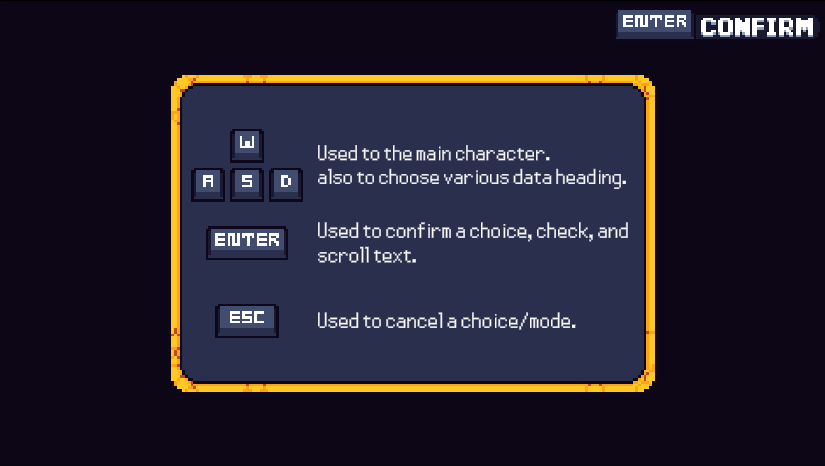 ENTER CONFIRM
W
A S D
Used to the main character.
also to choose various data heading.
ENTER
Used to confirm a choice, check, and
scroll text.
ESC
Used to cancel a choice/mode.